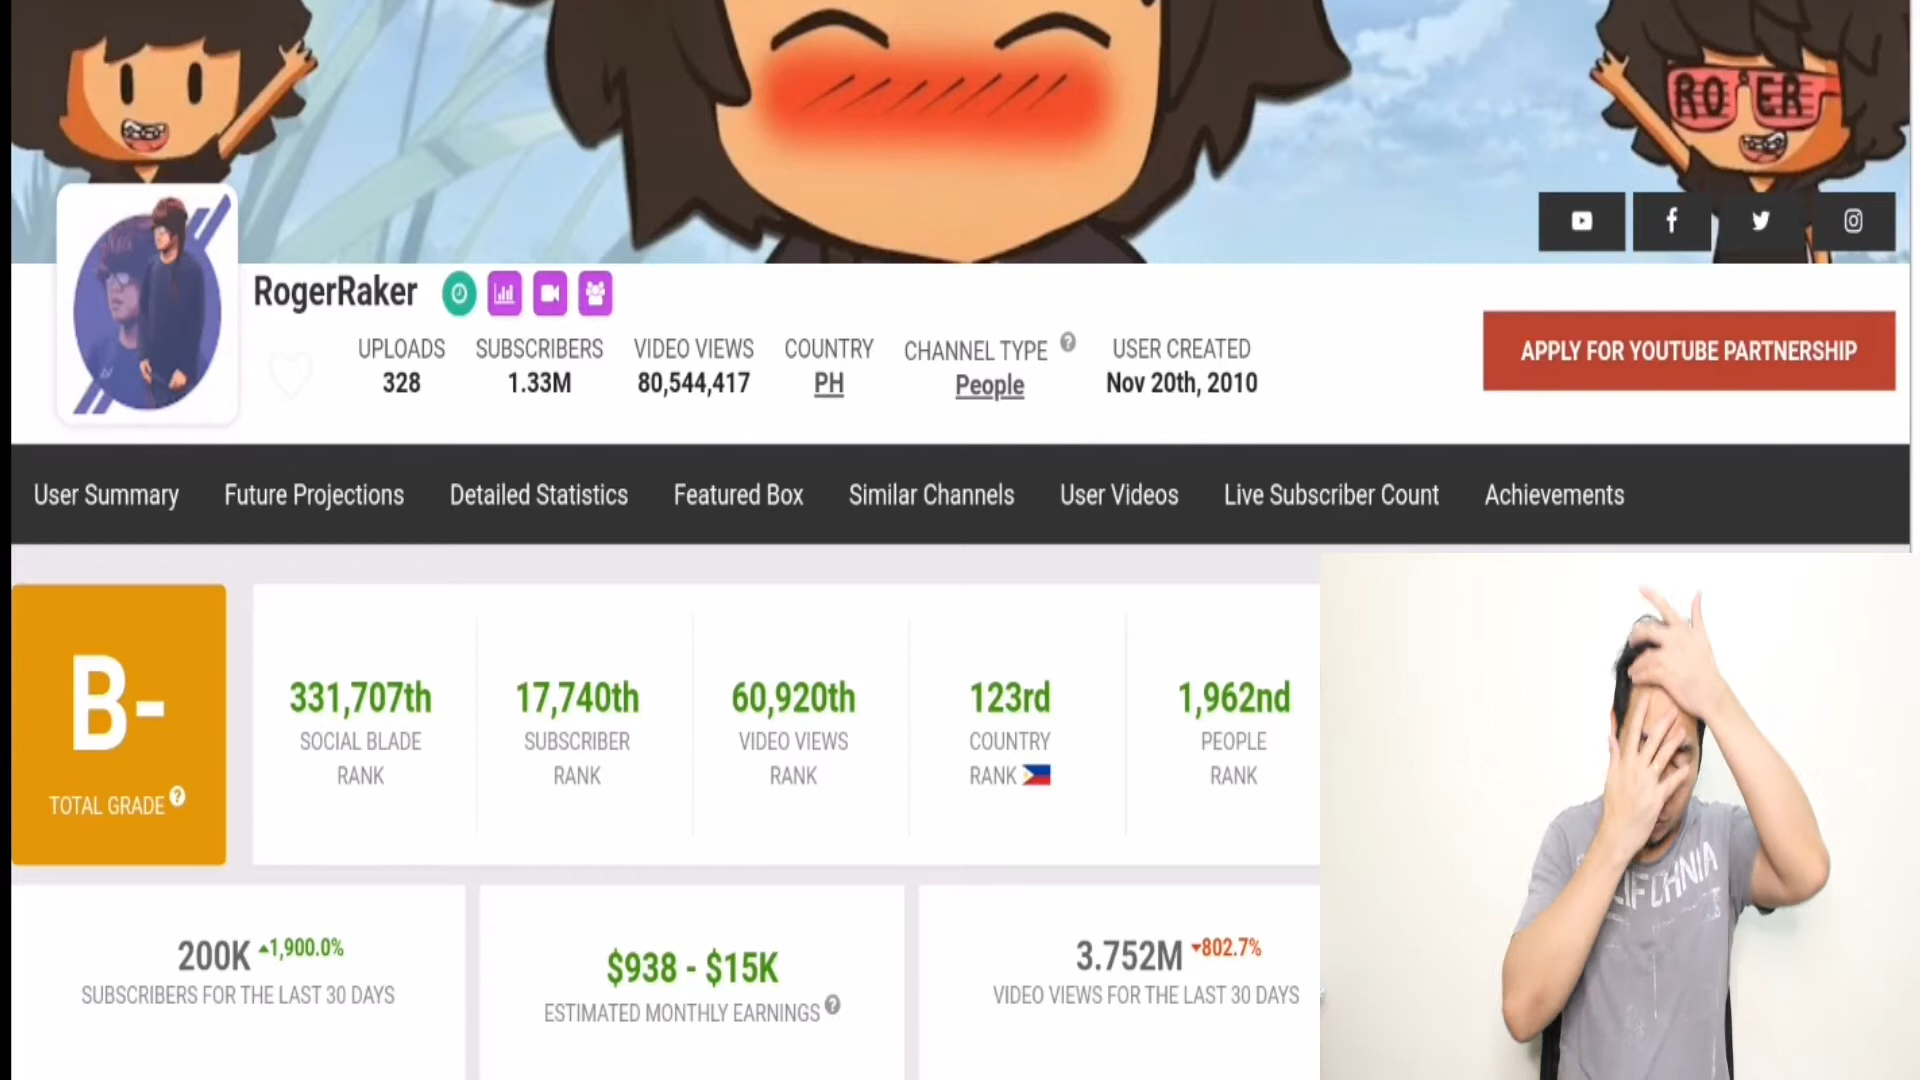 RO ER
RogerRaker
UPLOADS
328
SUBSCRIBERS
1.33M
VIDEO VIEWS
80,544,417
COUNTRY
PH
CHANNEL TYPE ?
People
USER CREATED
Nov 20th, 2010
APPLY FOR YOUTUBE PARTNERSHIP
User Summary Future Projections Detailed Statistics Featured Box Similar Channels User Videos Live Subscriber Count Achievements
B-
TOTAL GRADE ?
331,707th
SOCIAL BLADE
RANK
17,740th
SUBSCRIBER
RANK
60,920th
VIDEO VIEWS
RANK
123rd
COUNTRY
RANK
1,962nd
PEOPLE
RANK
200K 1,900.0%
SUBSCRIBERS FOR THE LAST 30 DAYS
$938 - $15K
ESTIMATED MONTHLY EARNINGS ?
3.752M 802.7%
VIDEO VIEWS FOR THE LAST 30 DAYS